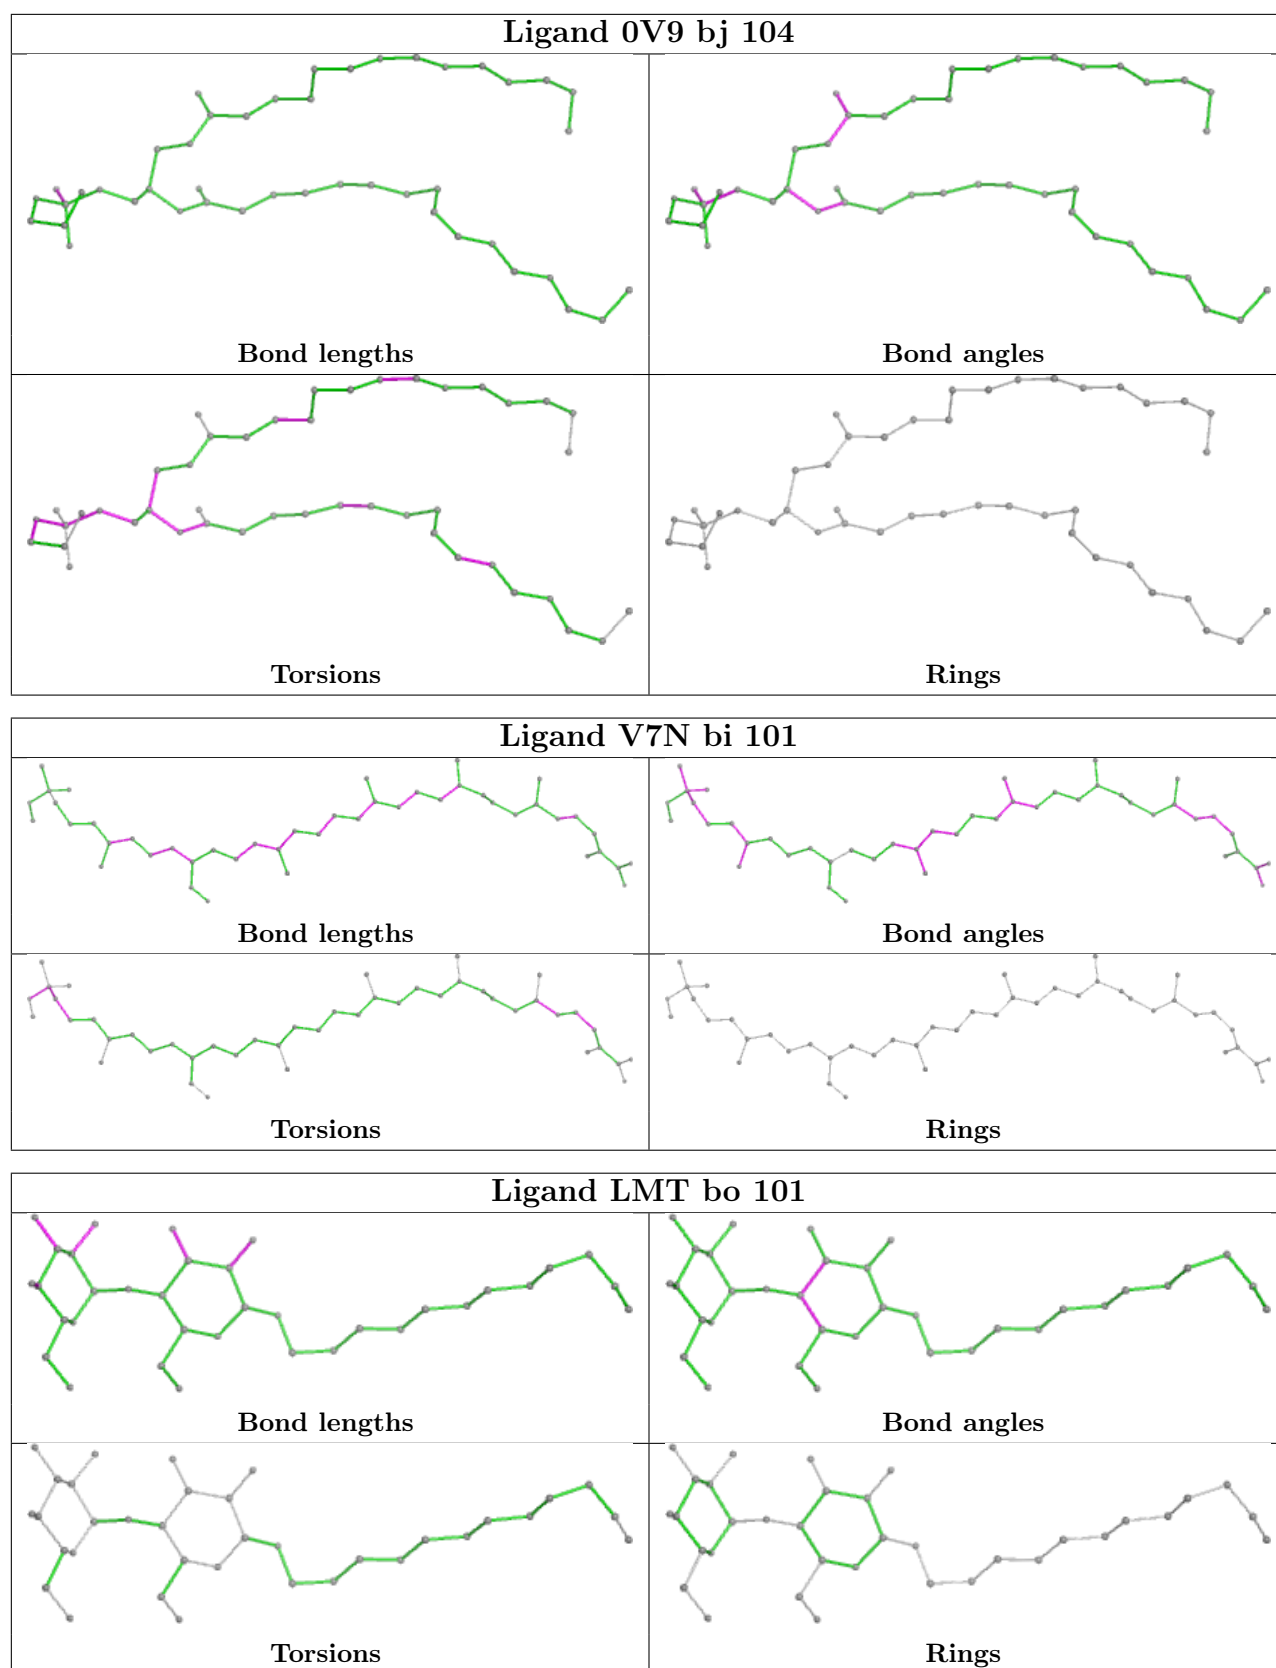 Ligand 0V9 bj 104
Bond lengths
Bond angles
Torsions
Rings
Ligand V7N bi 101
Bond lengths
Bond angles
Torsions
Rings
Ligand LMT bo 101
Bond lengths
Bond angles
Torsions
Rings